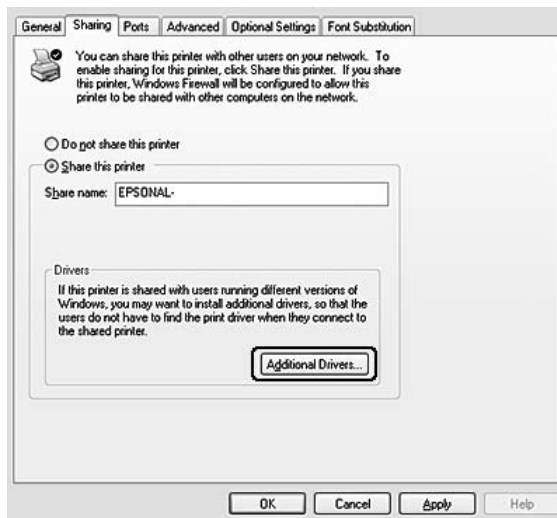 General Sharing Ports Advanced Optional Settings Font Substitution
You can share this printer with other users on your network. To
enable sharing for this printer, click Share this printer. If you share
this printer, Windows Firewall will be configured to allow this
printer to be shared with other computers on the network.
Do not share this printer
Share this printer
Share name: EPSONAL-
Drivers
If this printer is shared with users running different versions of
Windows, you may want to install additional drivers, so that the
users do not have to find the print driver when they connect to
the shared printer.
Additional Drivers...
OK Cancel Apply Help